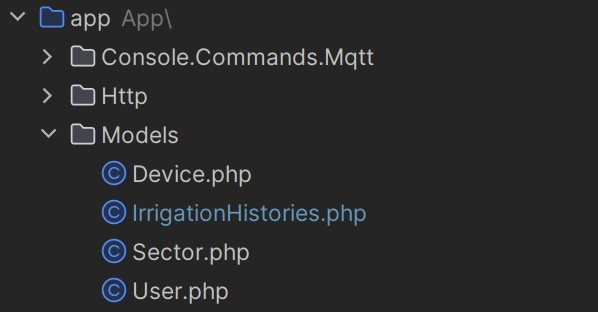 app App\
Console.Commands.Mqtt
Http
Models
C Device.php
C IrrigationHistories.php
C Sector.php
C User.php